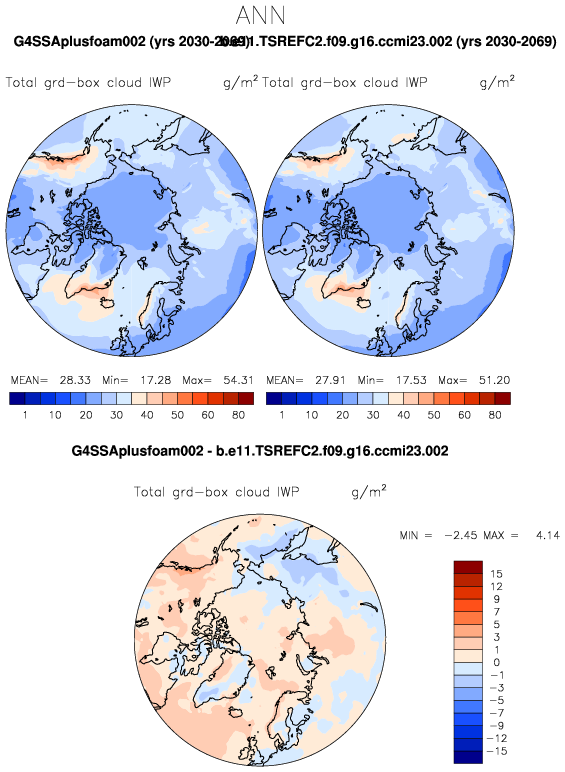 ANN
G4SSAplusfoam002 (yrs 2030-2069) b.e11.TSREFC2.f09.g16.ccmi23.002 (yrs 2030-2069)
Total grd-box cloud IWP g/m² Total grd-box cloud IWP g/m²
MEAN= 28.33 Min= 17.28 Max= 54.31 MEAN= 27.91 Min= 17.53 Max= 51.20
1 10 20 30 40 60 80 1 10 20 30 40 60 80
G4SSAplusfoam002 - b.e11.TSREFC2.f09.g16.ccmi23.002
Total grd-box cloud IWP g/m²
MIN = -2.45 MAX = 4.14
15
12
9
7
5
3
1
0
-1
-3
-5
-7
-9
-12
-15